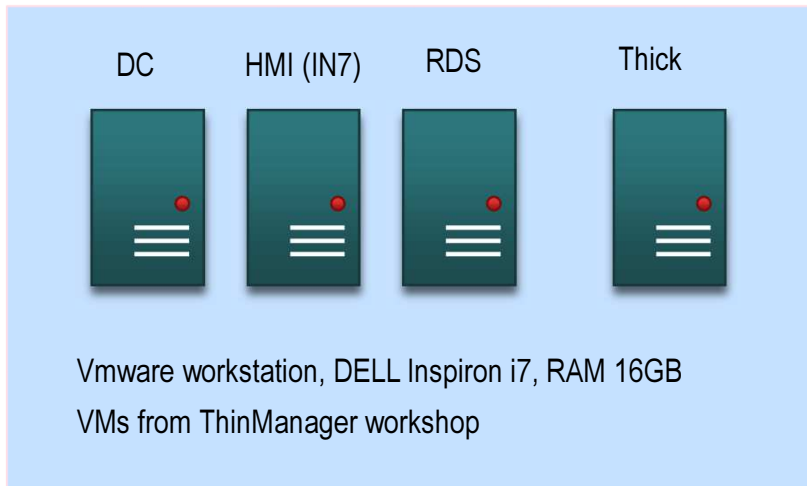 DC HMI (IN7) RDS Thick
Vmware workstation, DELL Inspiron i7, RAM 16GB
VMs from ThinManager workshop